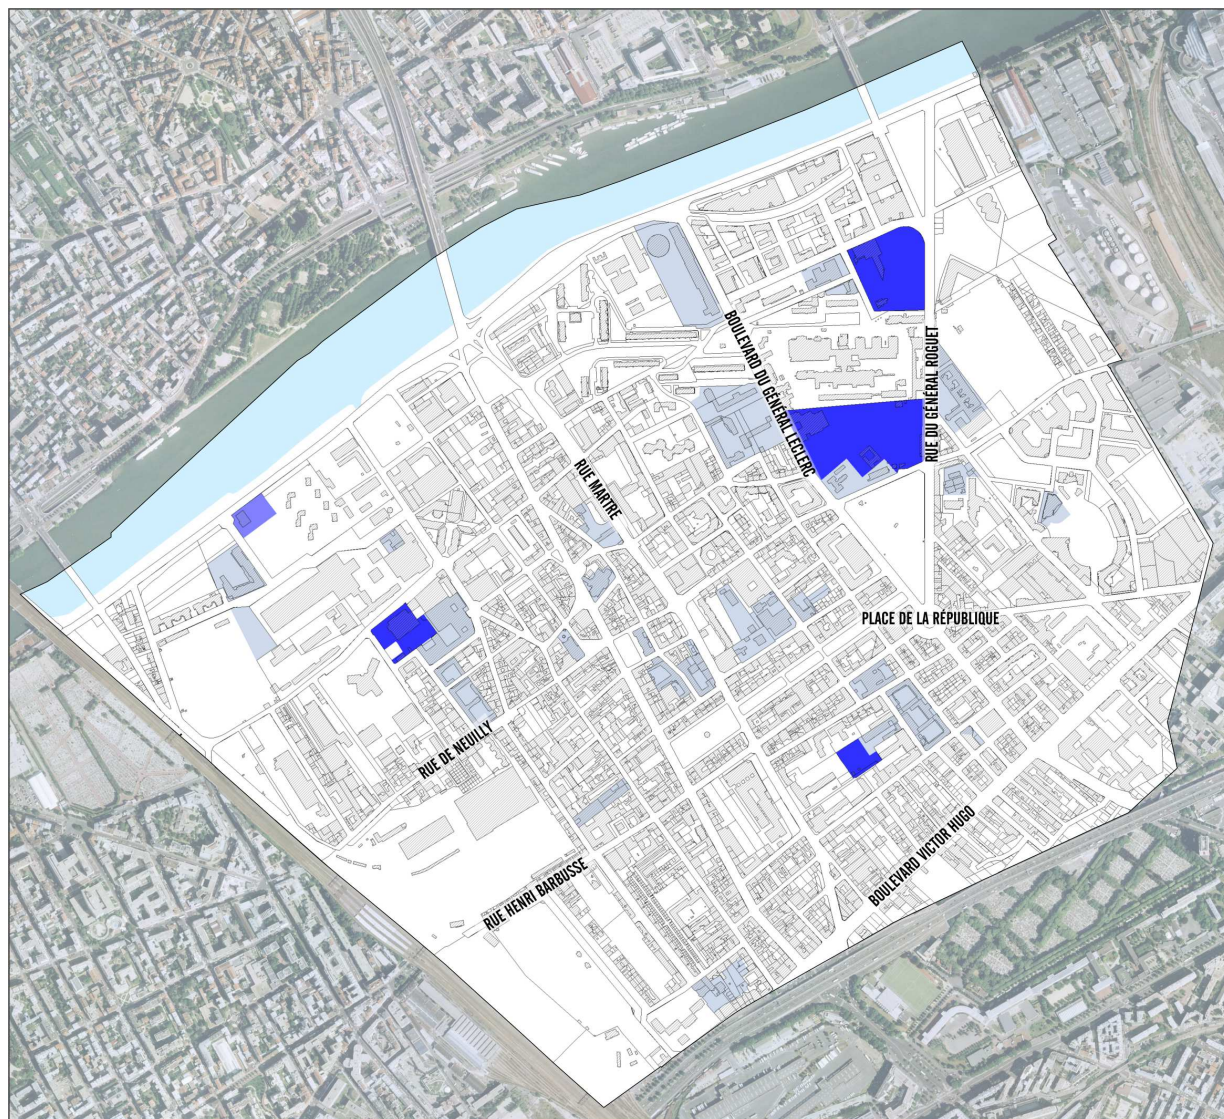 BOULEVARD DU GÉNÉRAL LECLERC
RUE DU GÉNÉRAL ROGUET
RUE MARTRE
PLACE DE LA RÉPUBLIQUE
RUE DE NEUILLY
BOULEVARD VICTOR HUGO
RUE HENRI BARBUSSE